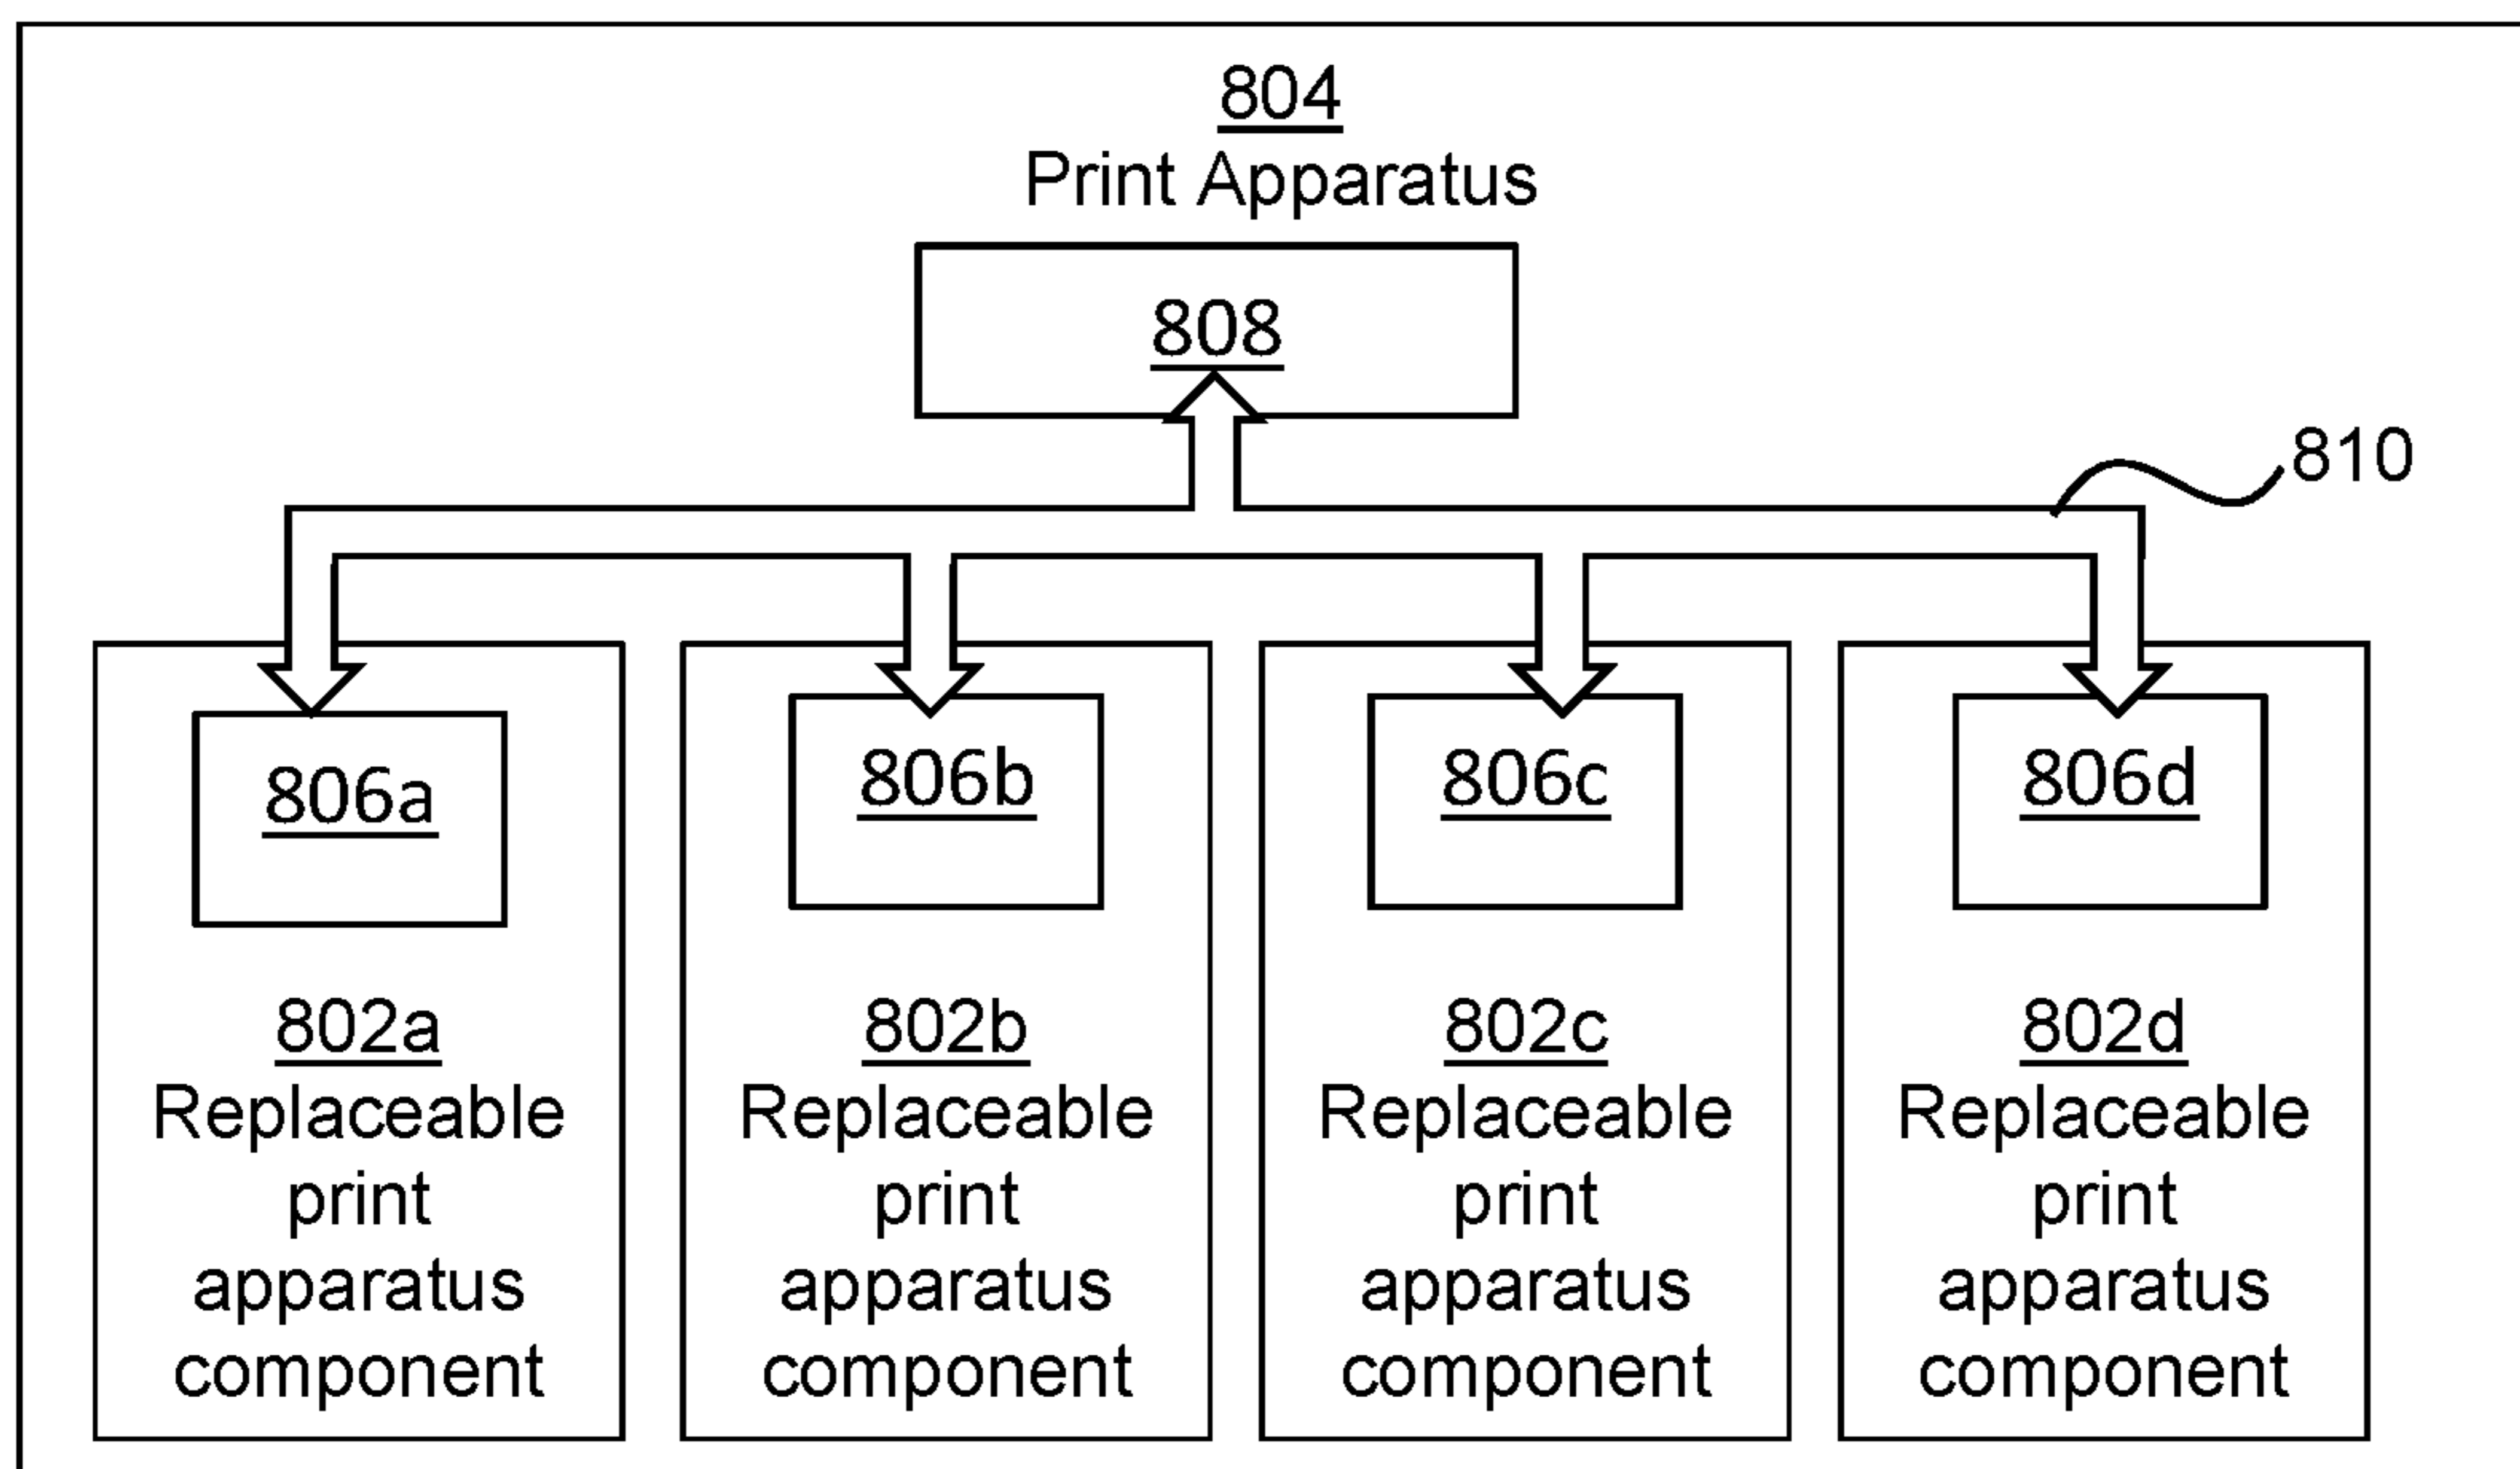 804
Print Apparatus
808
810
806a
806b
806c
806d
802a
Replaceable
print
apparatus
component
802b
Replaceable
print
apparatus
component
802c
Replaceable
print
apparatus
component
802d
Replaceable
print
apparatus
component